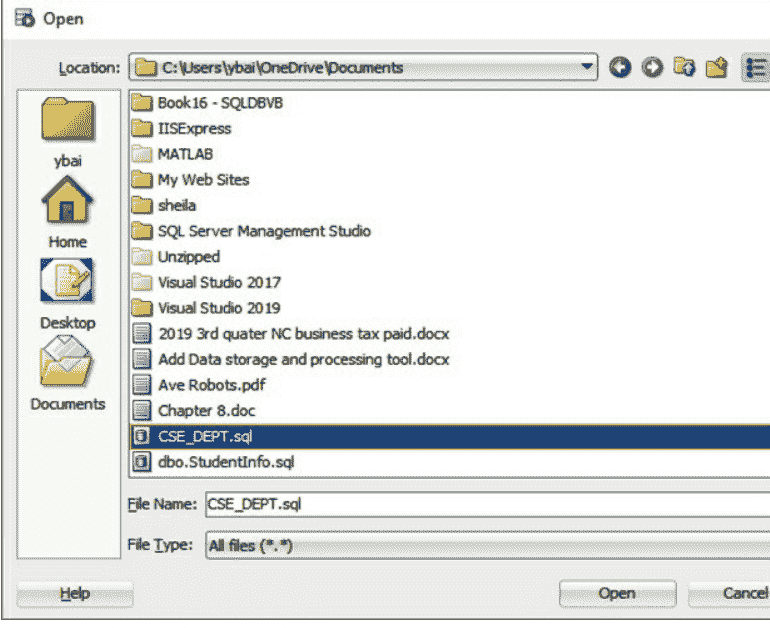 Open
Location: C:\Users\ybai\OneDrive\Documents
ybai
Home
Desktop
Documents
Book16 - SQLDBVB
IISExpress
MATLAB
My Web Sites
sheila
SQL Server Management Studio
Unzipped
Visual Studio 2017
Visual Studio 2019
2019 3rd quater NC business tax paid.docx
Add Data storage and processing tool.docx
Ave Robots.pdf
Chapter 8.doc
CSE_DEPT.sql
dbo.StudentInfo.sql
File Name: CSE_DEPT.sql
File Type: All files (*.*)
Help Open Cancel